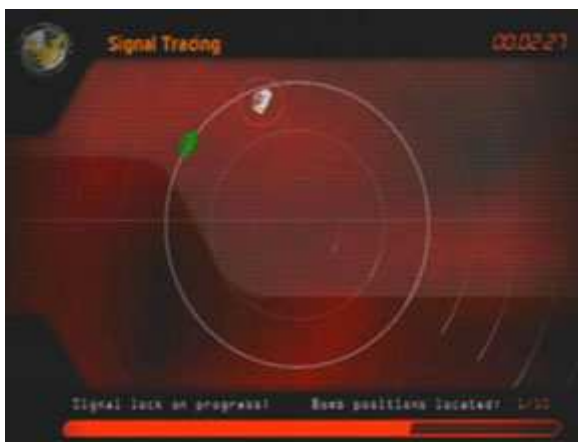 Signal Tracing
00:02:27
Signal lock on progress: Bomb positions located: 1/10